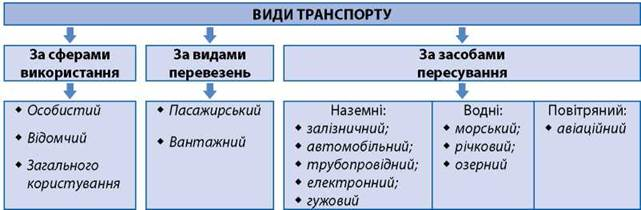 ВИДИ ТРАНСПОРТУ
За сферами
використання
За видами
перевезень
За засобами
пересування
Особистий
Відомчий
Загального
користування
Пасажирський
Вантажний
Наземні:
залізничний;
автомобільний;
трубопровідний;
електронний;
гужовий
Водні:
морський;
річковий;
озерний
Повітряний:
авіаційний